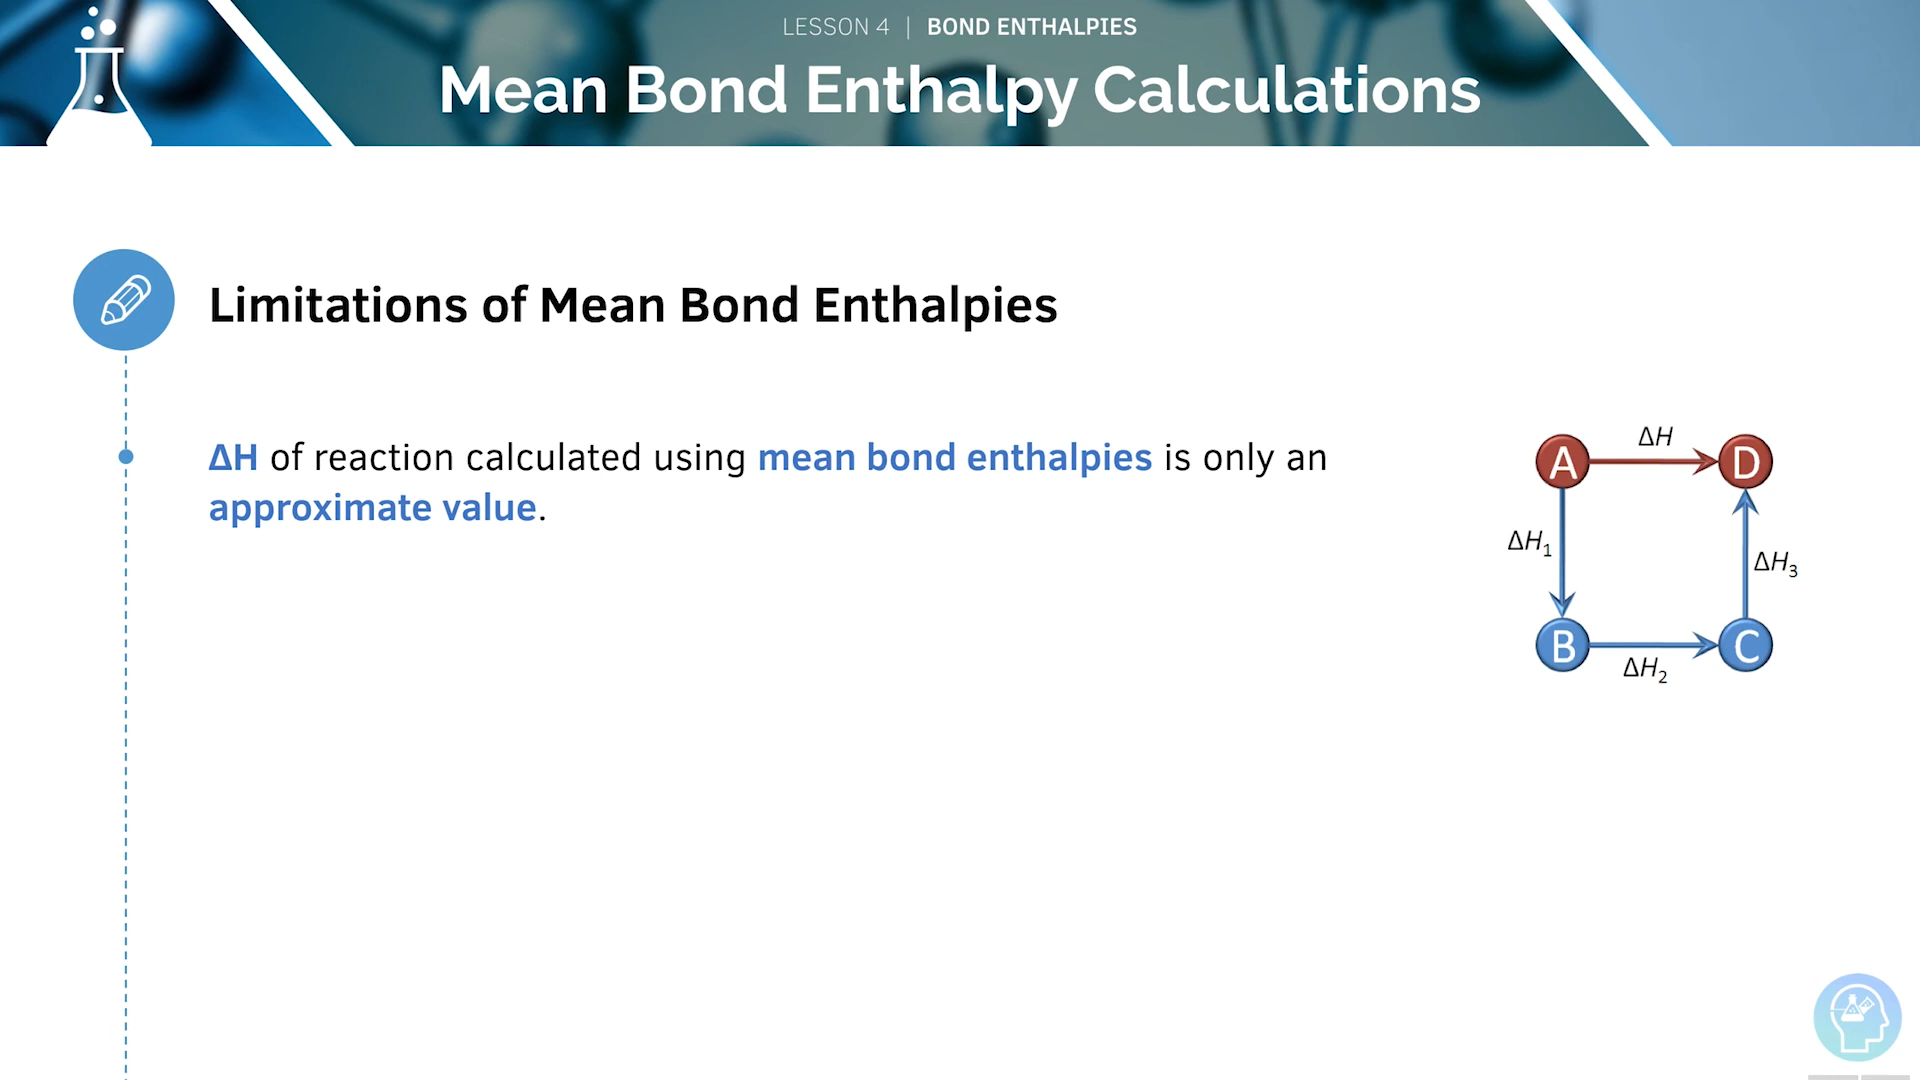 LESSON 4 | BOND ENTHALPIES
Mean Bond Enthalpy Calculations
Limitations of Mean Bond Enthalpies
ΔH of reaction calculated using mean bond enthalpies is only an
approximate value.
ΔH
A D
ΔH₁
ΔH₃
B C
ΔH₂